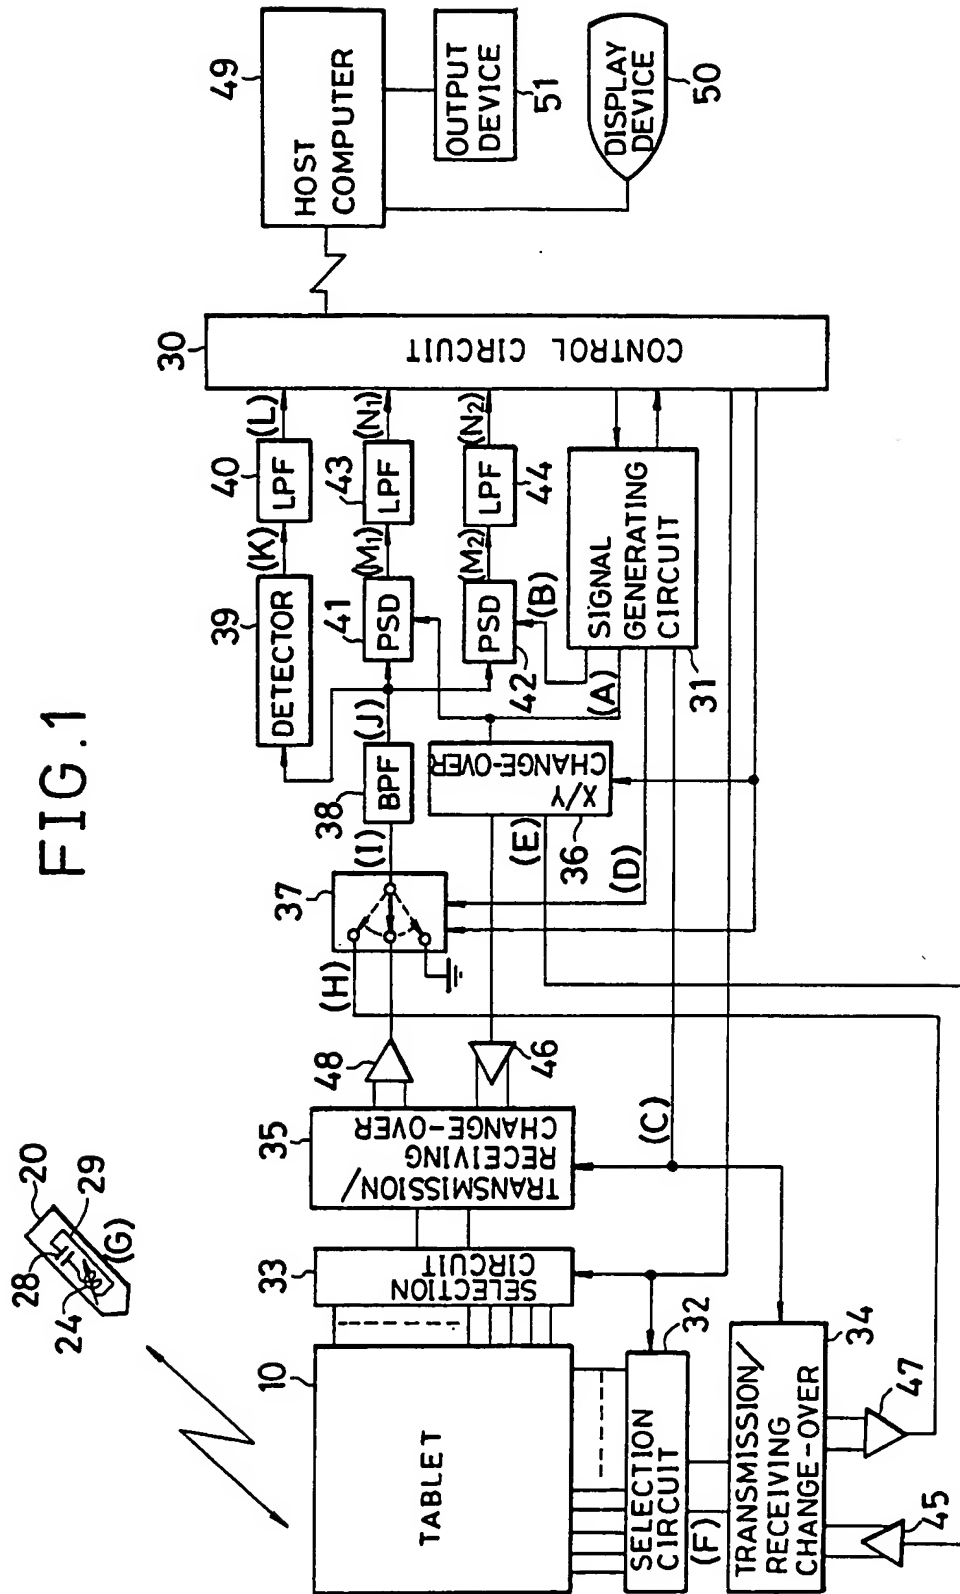 FIG.1
20
28
29
24
(G)
10
TABLET
33
SELECTION
CIRCUIT
35
TRANSMISSION/
RECEIVING
CHANGE-OVER
48
46
(H)
37
(I)
38
BPF
(J)
39
DETECTOR
(K)
40
LPF
(L)
41
PSD
(M1)
43
LPF
(N1)
42
PSD
(M2)
44
LPF
(N2)
36
X/Y
CHANGE-OVER
(E)
(A)
(B)
(D)
(C)
31
SIGNAL
GENERATING
CIRCUIT
30
CONTROL CIRCUIT
49
HOST
COMPUTER
OUTPUT
DEVICE
51
DISPLAY
DEVICE
50
32
SELECTION
CIRCUIT
(F)
34
TRANSMISSION/
RECEIVING
CHANGE-OVER
45
47